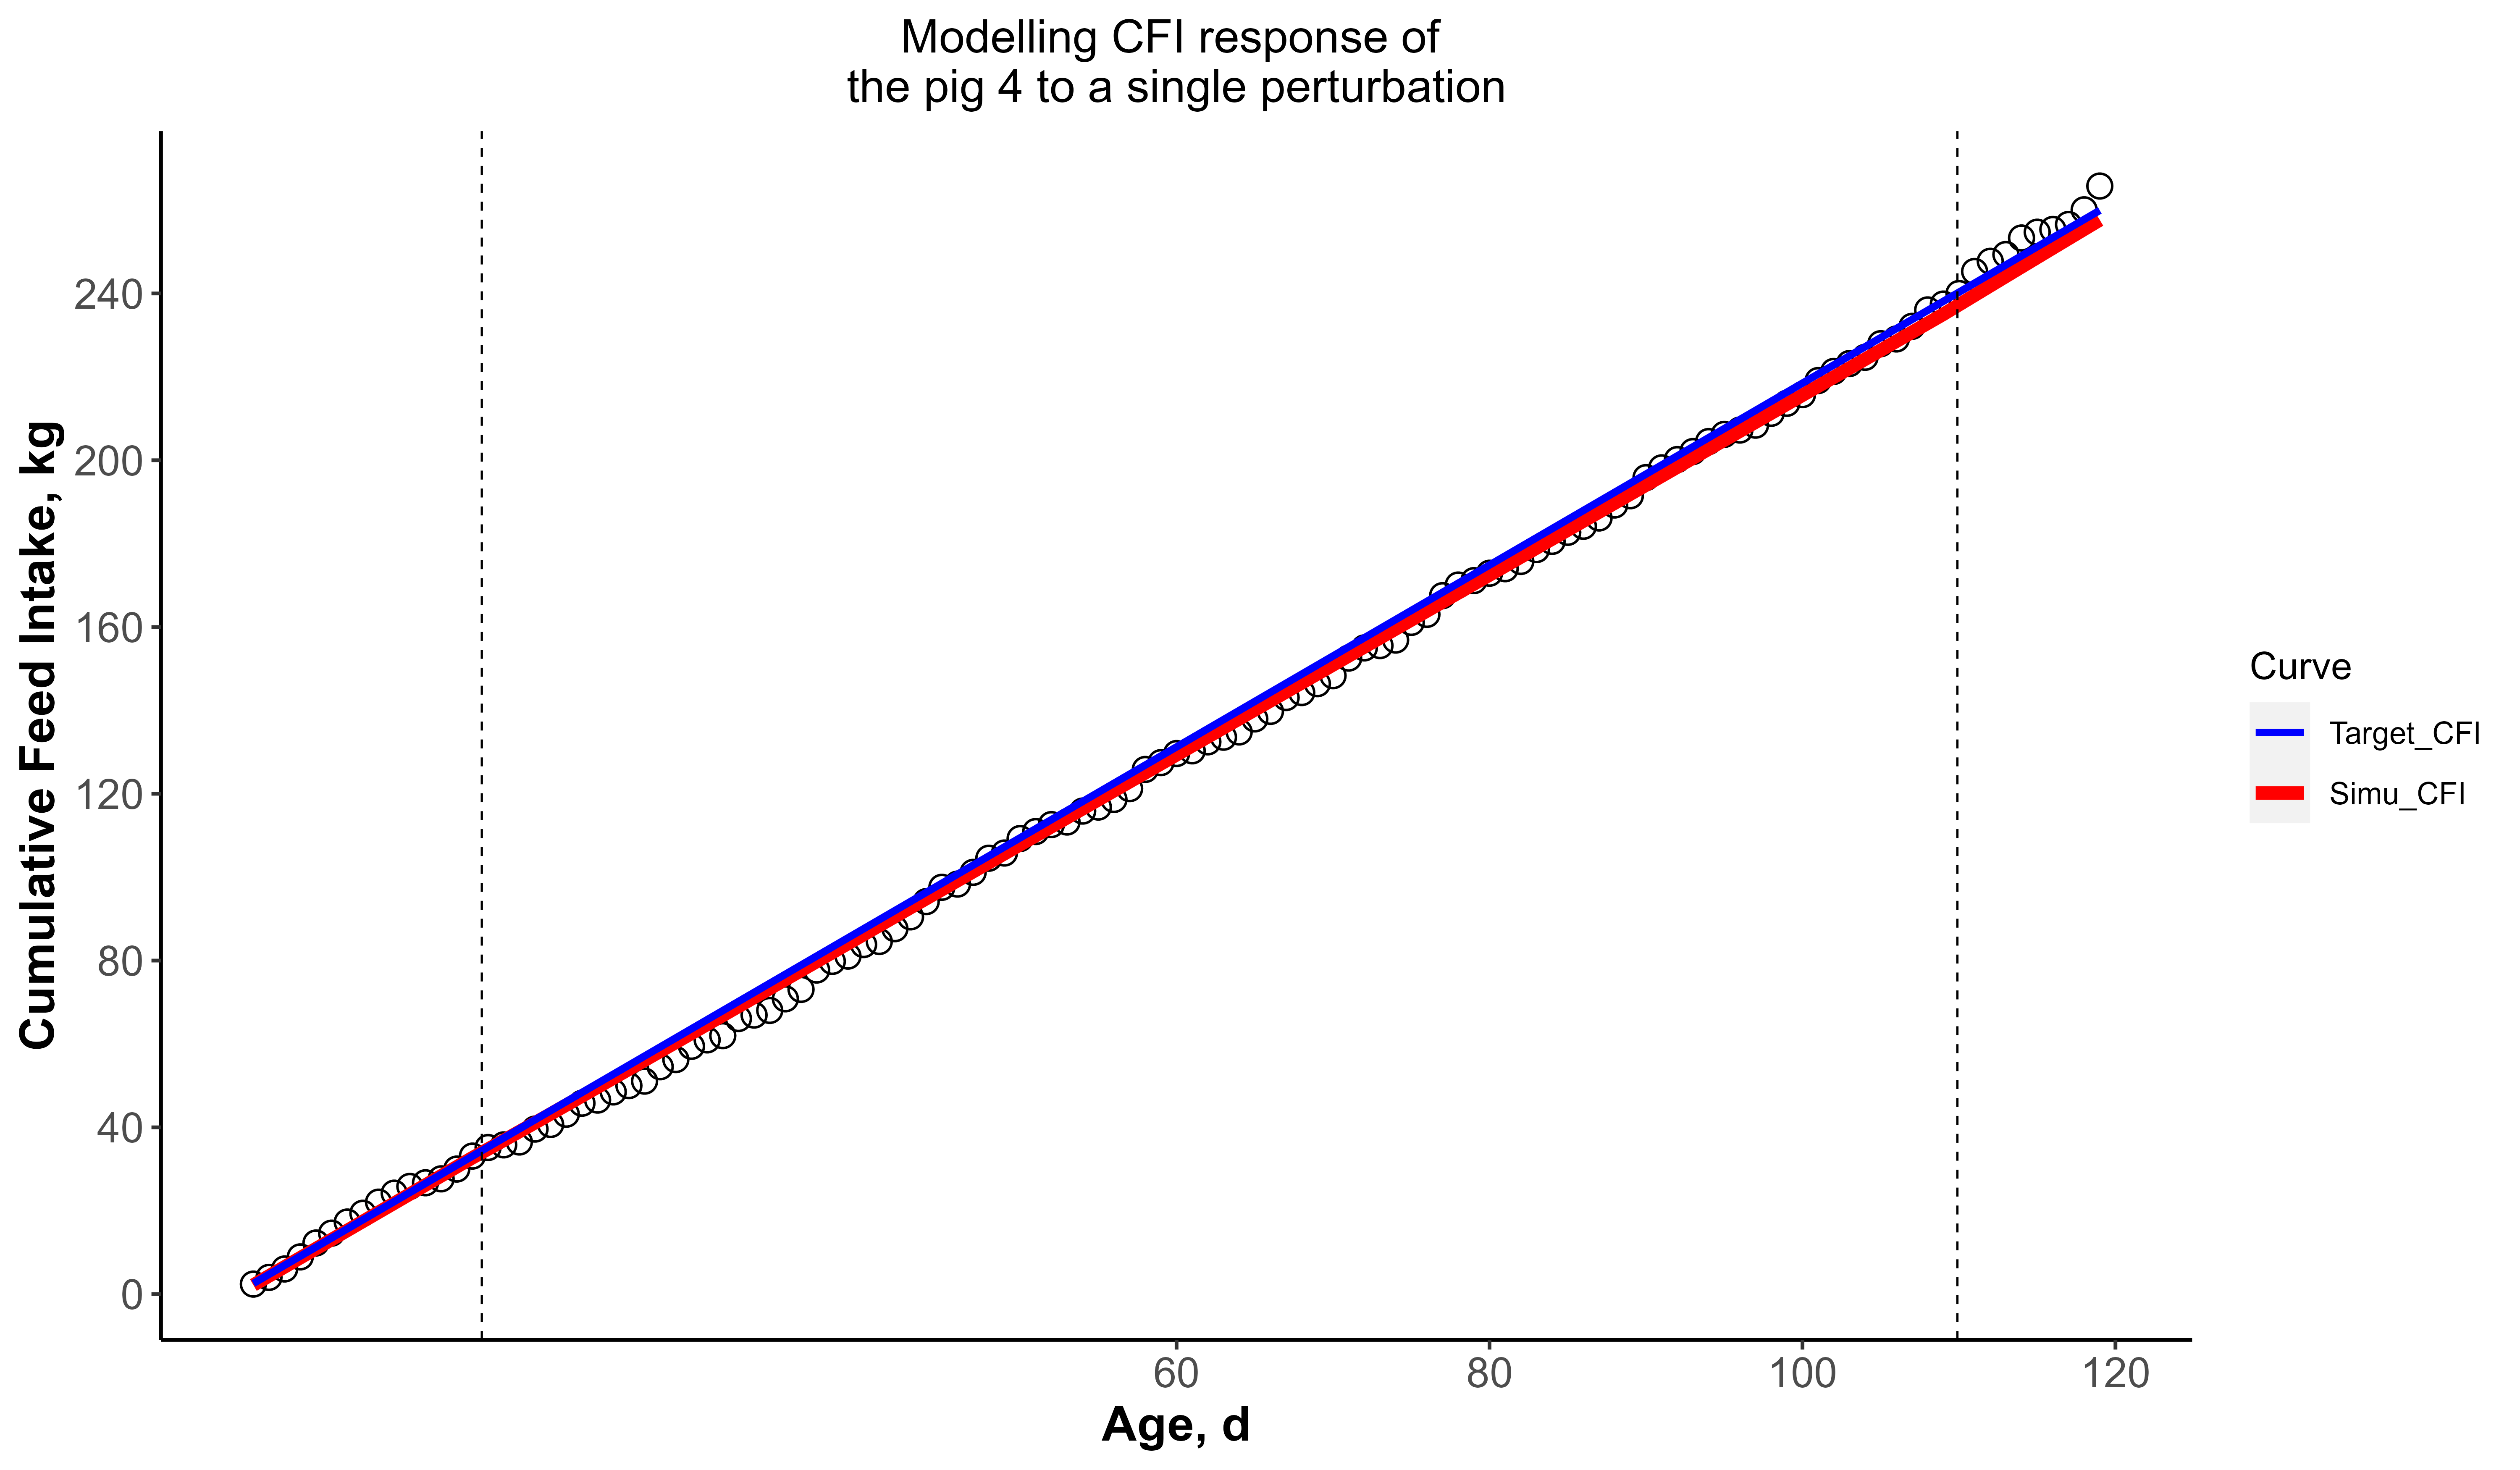 Modelling CFI response of
the pig 4 to a single perturbation
Cumulative Feed Intake, kg
240
200
160
120
80
40
0
60
80
100
120
Age, d
Curve
Target_CFI
Simu_CFI